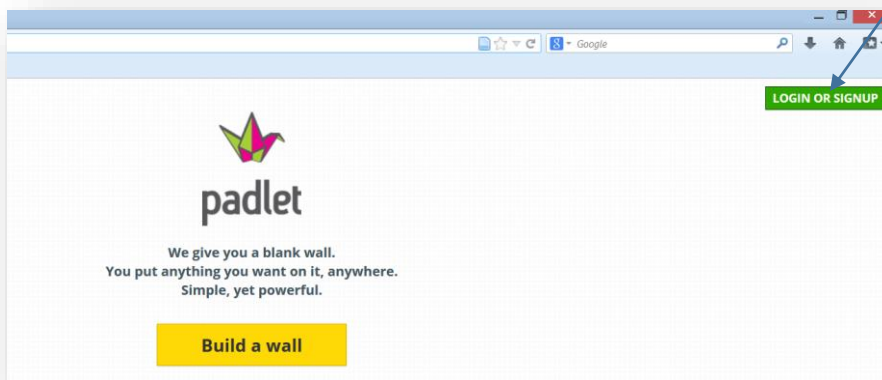 Google
LOGIN OR SIGNUP
padlet
We give you a blank wall.
You put anything you want on it, anywhere.
Simple, yet powerful.
Build a wall